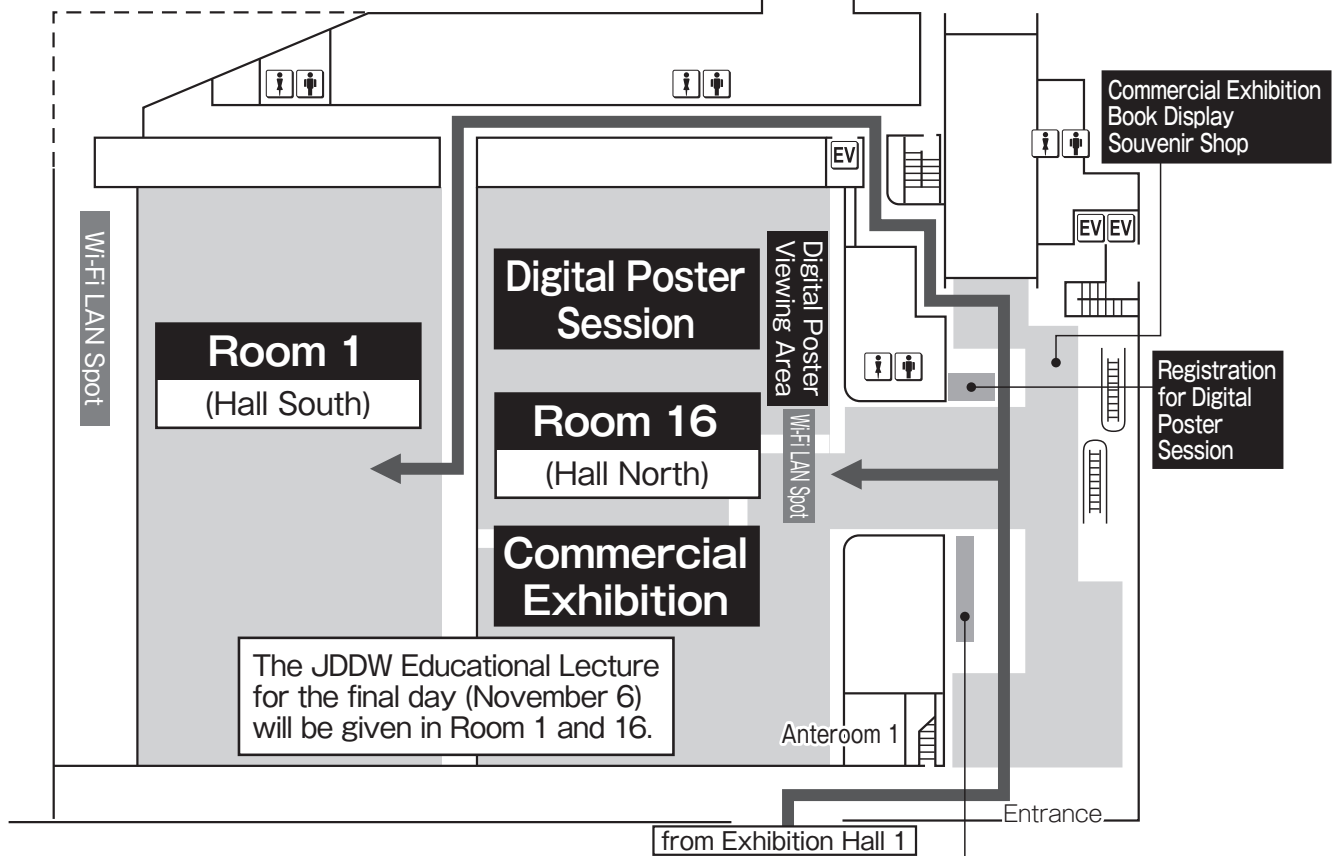 Commercial Exhibition
Book Display
Souvenir Shop
EV
EV EV
Wi-Fi LAN Spot
Digital Poster
Session
Digital Poster
Viewing Area
Room 1
(Hall South)
Registration
for Digital
Poster
Session
Room 16
(Hall North)
Wi-Fi LAN Spot
Commercial
Exhibition
The JDDW Educational Lecture
for the final day (November 6)
will be given in Room 1 and 16.
Anteroom 1
Entrance
from Exhibition Hall 1